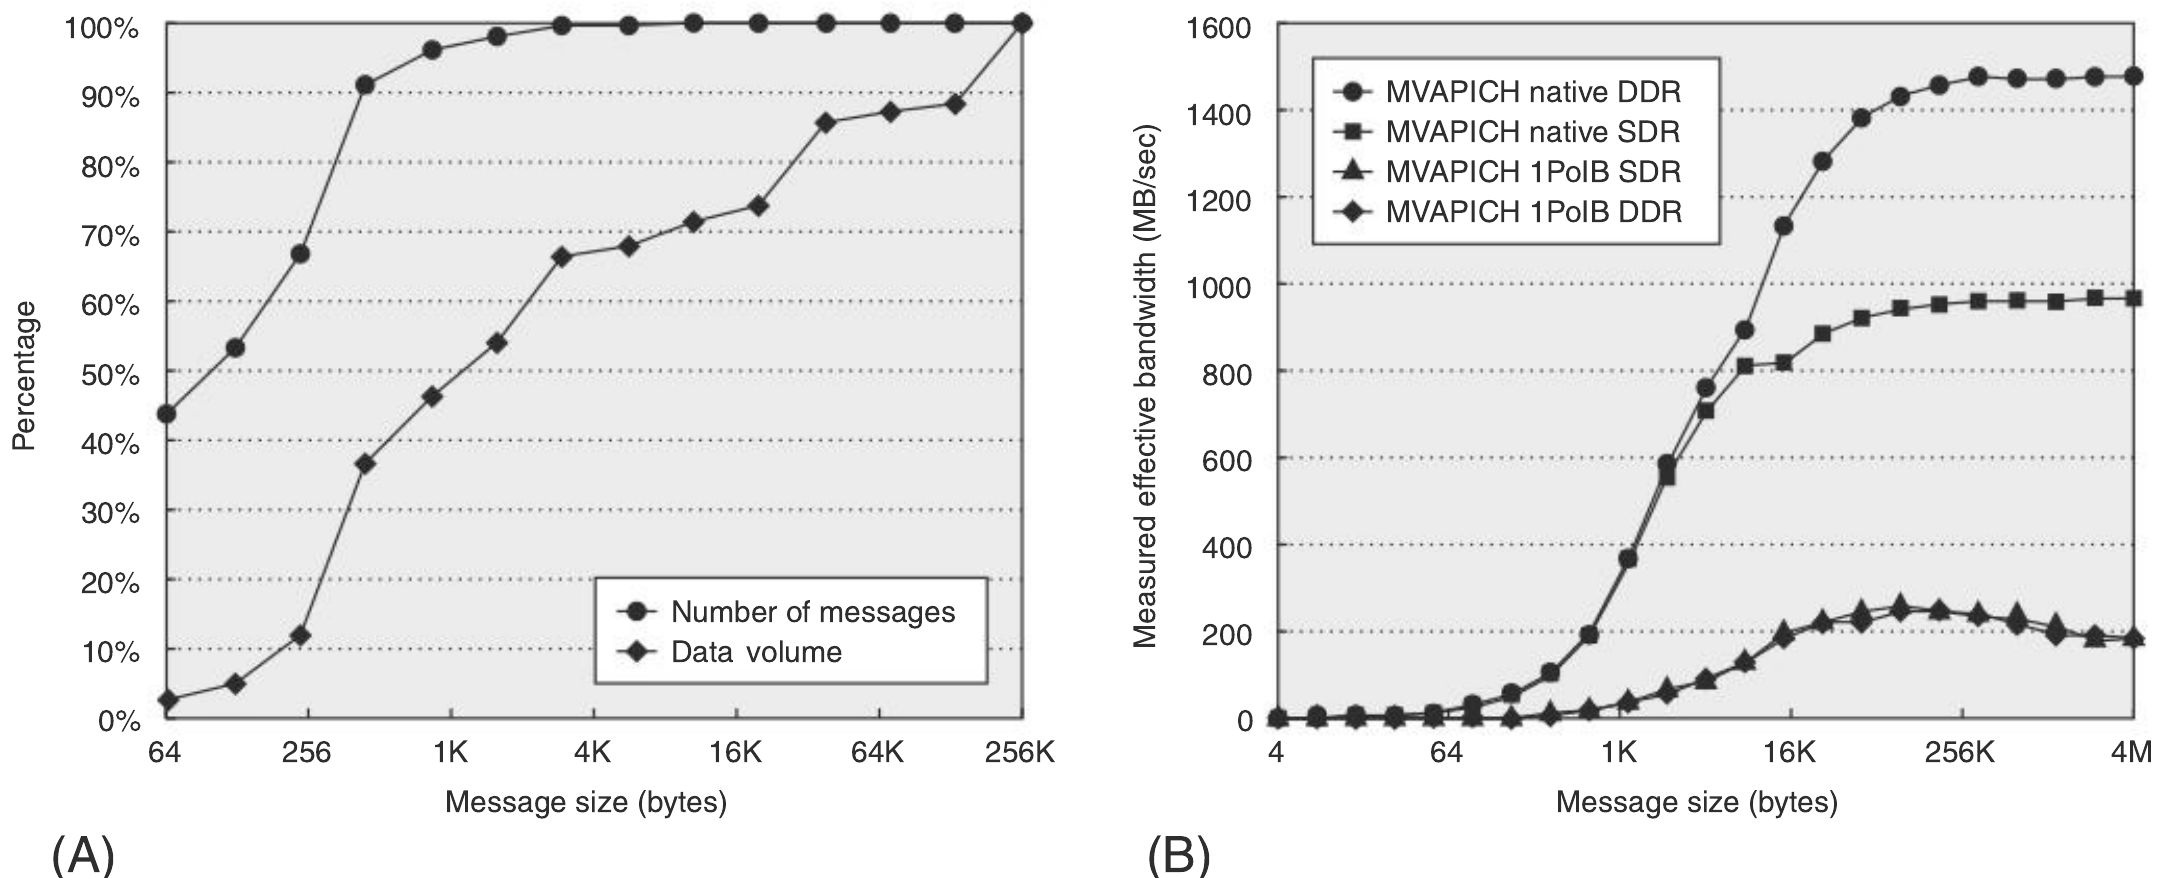 100%
90%
80%
70%
60%
50%
40%
30%
20%
10%
0%
Percentage
Number of messages
Data volume
64 256 1K 4K 16K 64K 256K
Message size (bytes)
(A)
1600
1400
1200
1000
800
600
400
200
0
Measured effective bandwidth (MB/sec)
MVAPICH native DDR
MVAPICH native SDR
MVAPICH 1PoIB SDR
MVAPICH 1PoIB DDR
4 64 1K 16K 256K 4M
Message size (bytes)
(B)